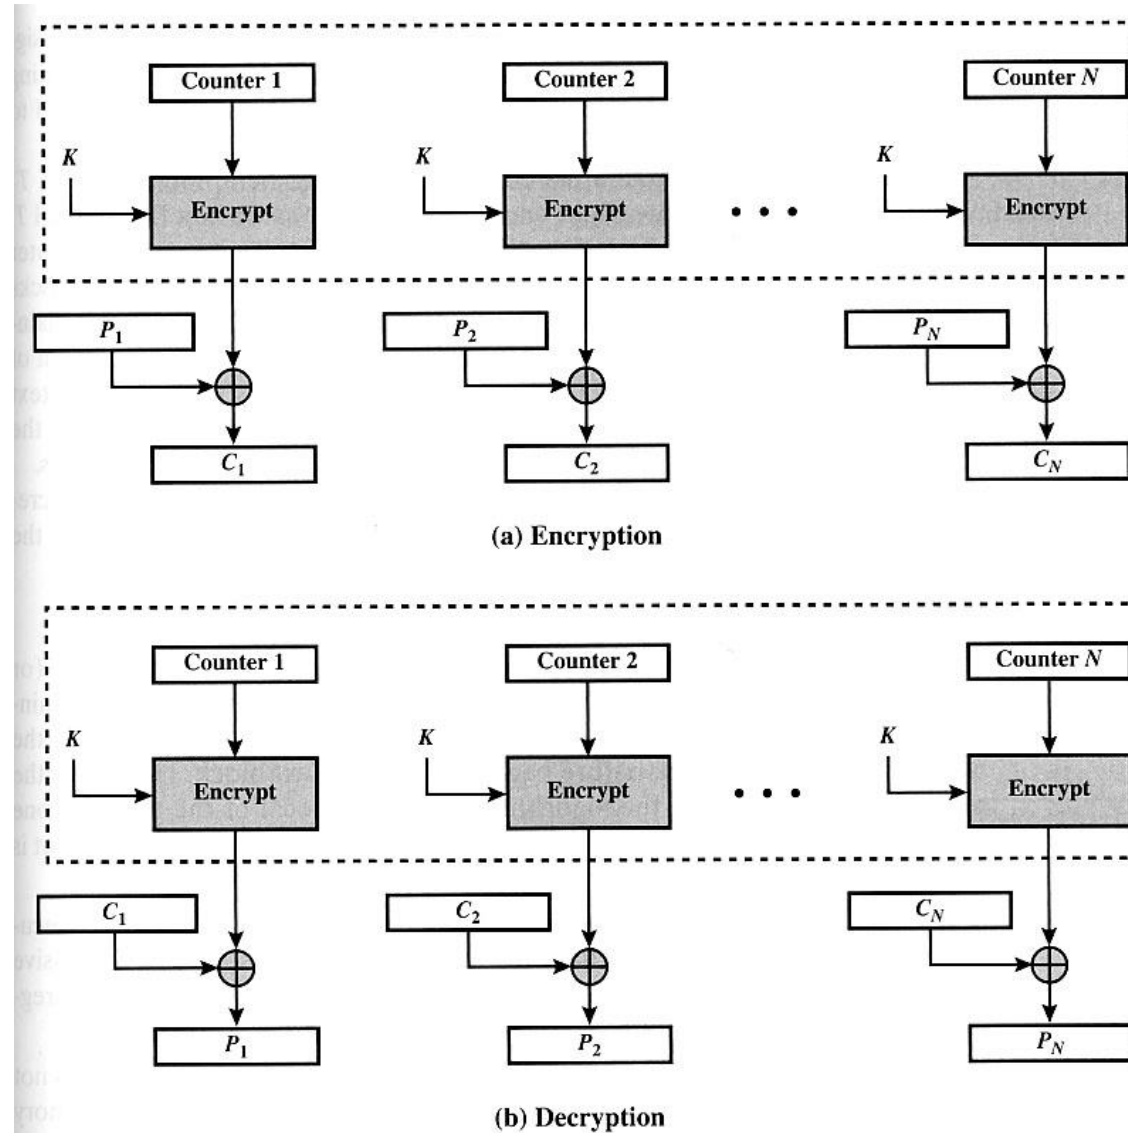 Counter 1
Counter 2
Counter N
K
K
K
Encrypt
Encrypt
• • •
Encrypt
P1
P2
PN
C1
C2
CN
(a) Encryption
Counter 1
Counter 2
Counter N
K
K
K
Encrypt
Encrypt
• • •
Encrypt
C1
C2
CN
P1
P2
PN
(b) Decryption